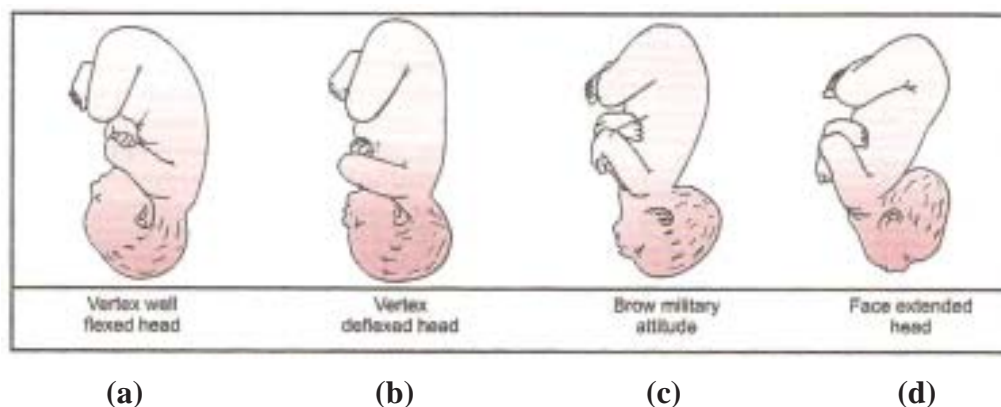 Vertex well
flexed head
Vertex
deflexed head
Brow military
attitude
Face extended
head
(a) (b) (c) (d)